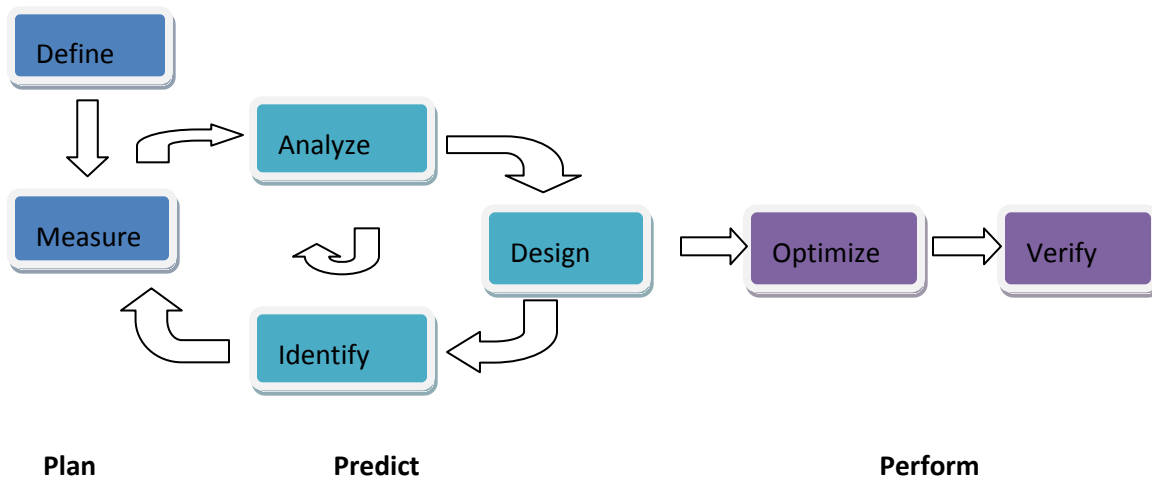 Define
Analyze
Measure
Design
Optimize
Verify
Identify
Plan
Predict
Perform